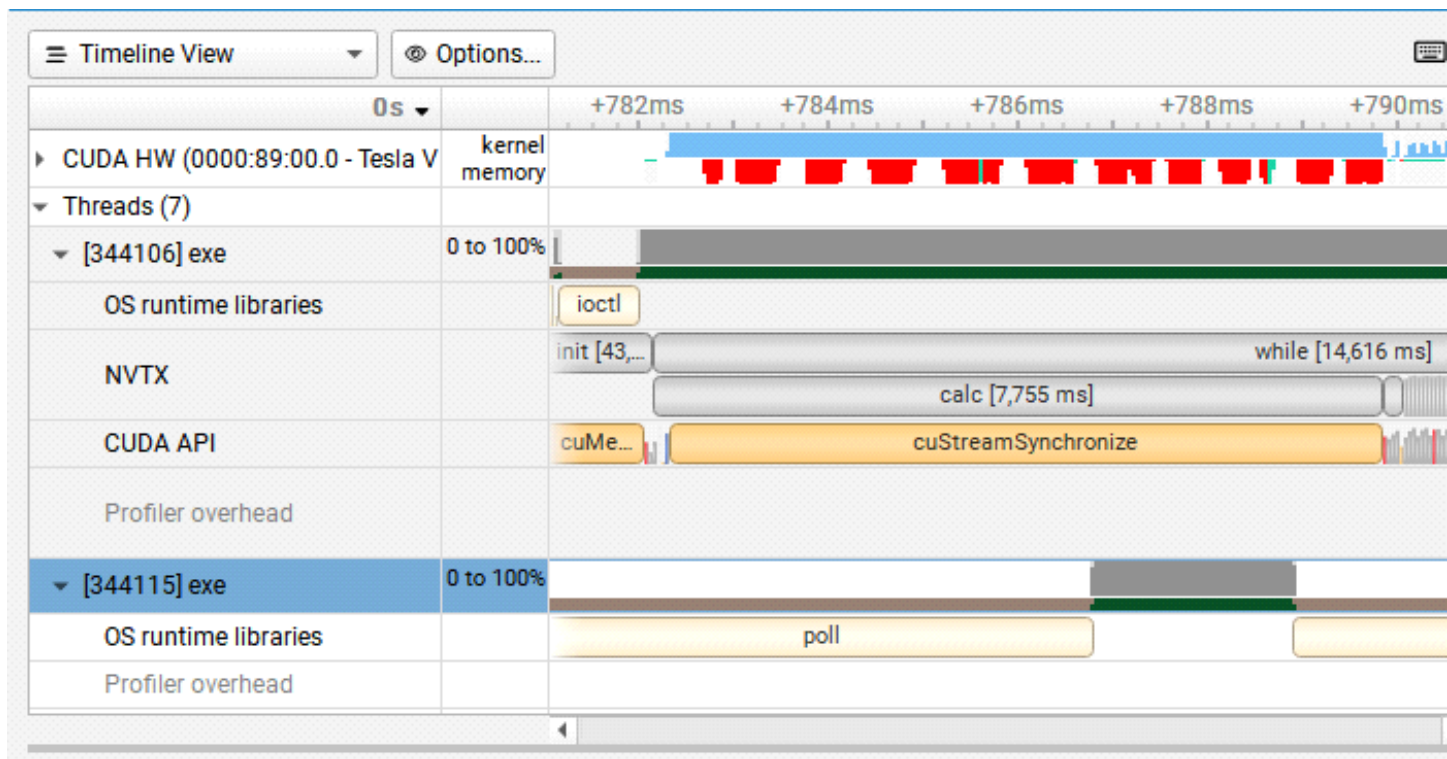 Timeline View Options...
0s +782ms +784ms +786ms +788ms +790ms
CUDA HW (0000:89:00.0 - Tesla V kernel
memory
Threads (7)
[344106] exe 0 to 100%
OS runtime libraries ioctl
init [43,... while [14,616 ms]
NVTX
calc [7,755 ms]
CUDA API cuMe... cuStreamSynchronize
Profiler overhead
[344115] exe 0 to 100%
OS runtime libraries poll
Profiler overhead